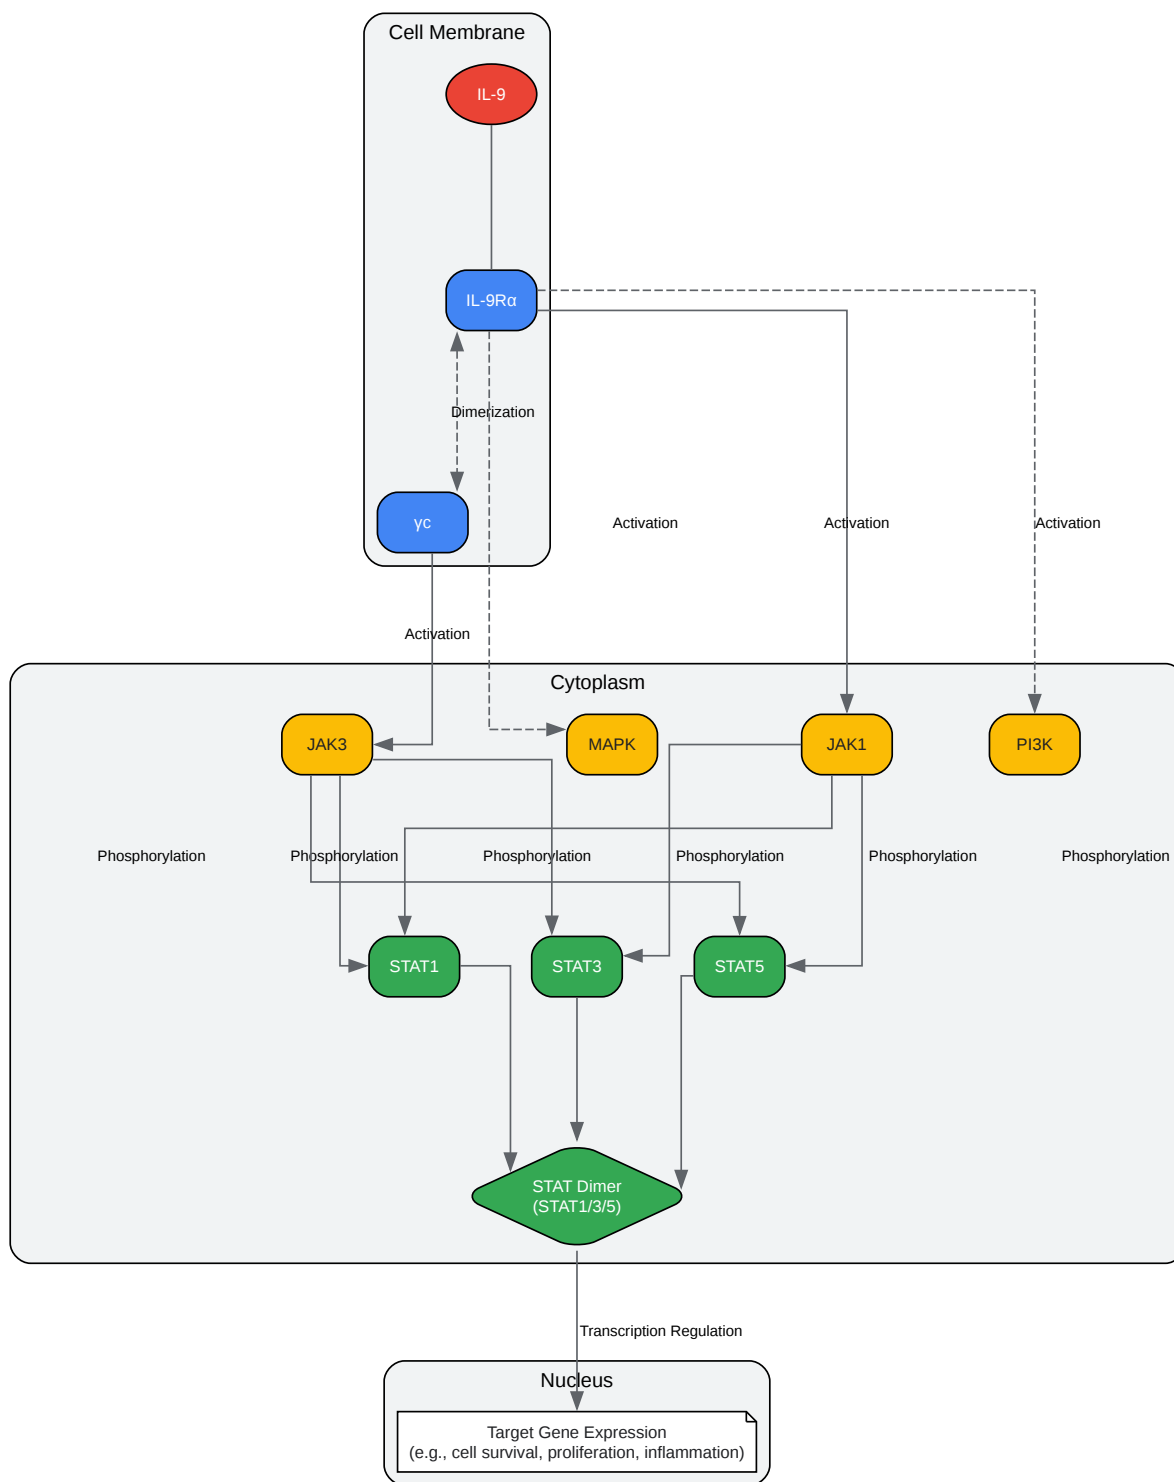 Cell Membrane
IL-9
IL-9Rα
Dimerization
γc
Activation
Activation
Activation
Activation
Cytoplasm
JAK3
MAPK
JAK1
PI3K
Phosphorylation
Phosphorylation
Phosphorylation
Phosphorylation
Phosphorylation
Phosphorylation
STAT1
STAT3
STAT5
STAT Dimer
(STAT1/3/5)
Transcription Regulation
Nucleus
Target Gene Expression
(e.g., cell survival, proliferation, inflammation)